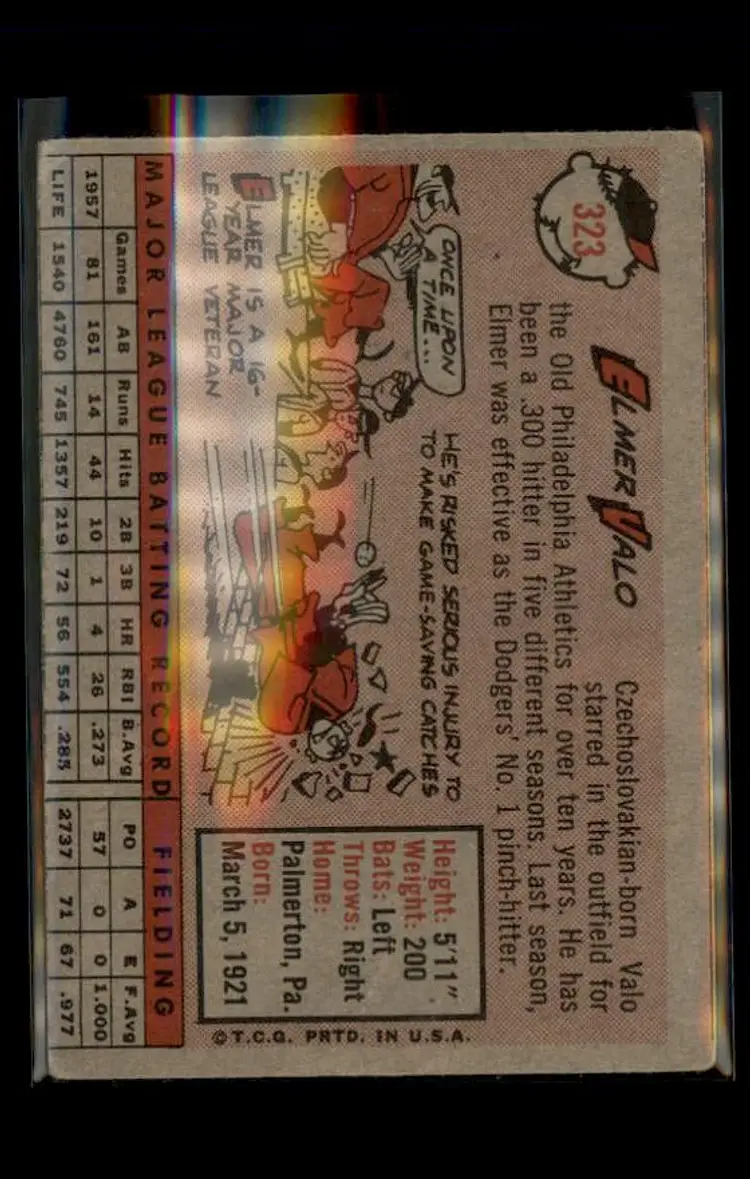 323
ELMER VALO
Czechoslovakian-born Valo
starred in the outfield for
the Old Philadelphia Athletics for over ten years. He has
been a .300 hitter in five different seasons. Last season,
Elmer was effective as the Dodgers' No. 1 pinch-hitter.
ONCE UPON
A TIME...
HE'S RISKED SERIOUS INJURY TO
TO MAKE GAME-SAVING CATCHES
ELMER IS A 16-
YEAR MAJOR
LEAGUE VETERAN
Height: 5'11"
Weight: 200
Bats: Left
Throws: Right
Home:
Palmerton, Pa.
Born:
March 5, 1921
©T.C.G. PRTD. IN U.S.A.
MAJOR LEAGUE BATTING RECORD FIELDING
Games AB Runs Hits 2B 3B HR RBI B.Avg PO A E F.Avg
1957 81 161 14 44 10 1 4 26 .273 57 0 0 1.000
LIFE 1540 4760 745 1357 219 72 56 554 .285 2737 71 67 .977